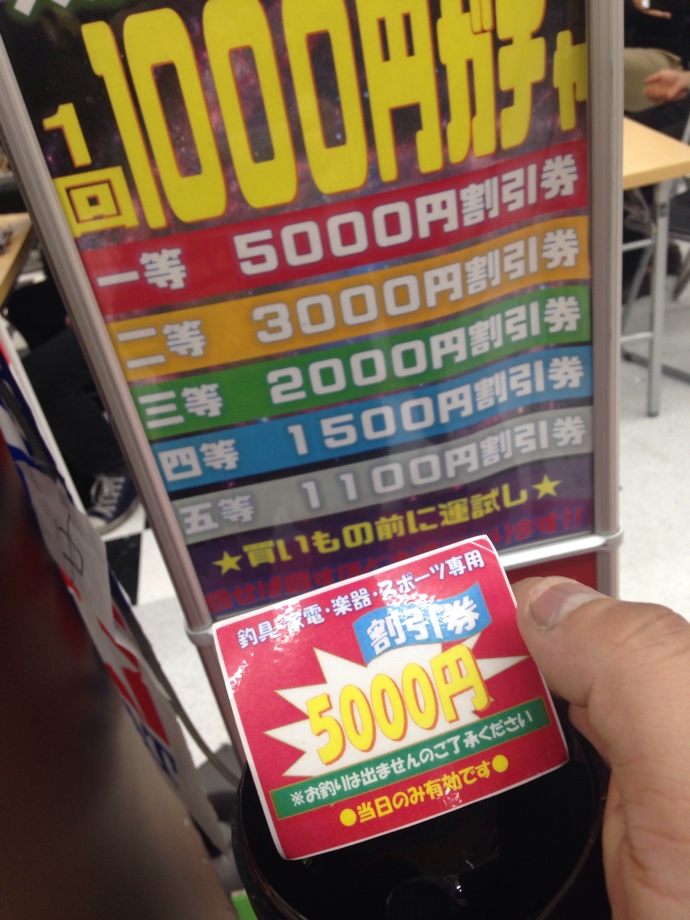 1回1000円ガチャ
一等 5000円割引券
二等 3000円割引券
三等 2000円割引券
四等 1500円割引券
五等 1100円割引券
★買いもの前に運試し★
釣具・家電・楽器・スポーツ専用
割引券
5000円
※お釣りは出ませんのご了承ください
●当日のみ有効です●